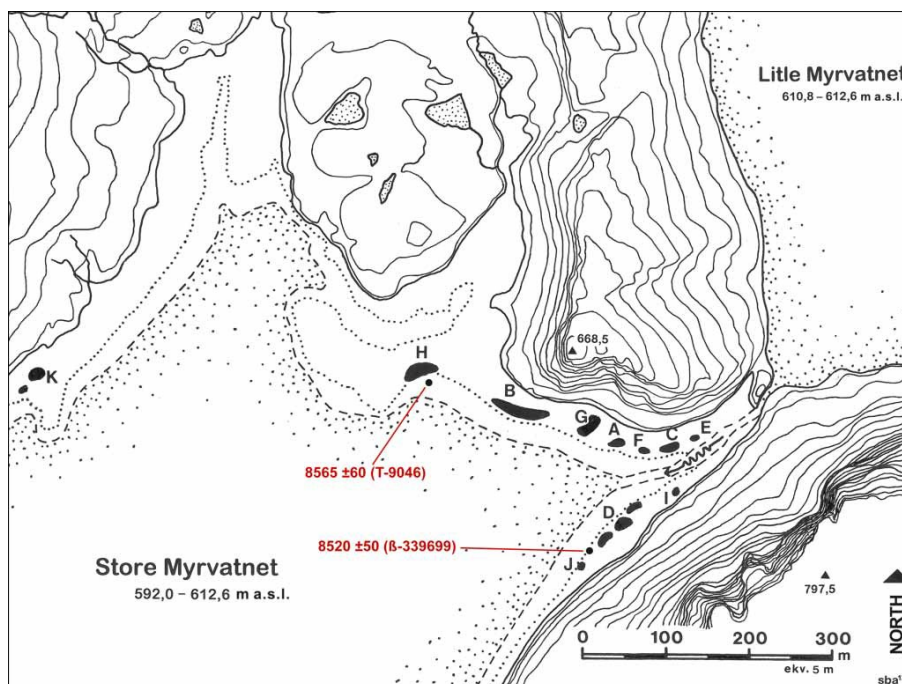 Litle Myrvatnet
610,8 – 612,6 m a.s.l.
668,5
H
K
B
G
A
F
C
E
8565 ±60 (T-9046)
I
D
8520 ±50 (ß-339699)
J
Store Myrvatnet
592,0 – 612,6 m a.s.l.
797,5
NORTH
0 100 200 300
m
ekv. 5 m